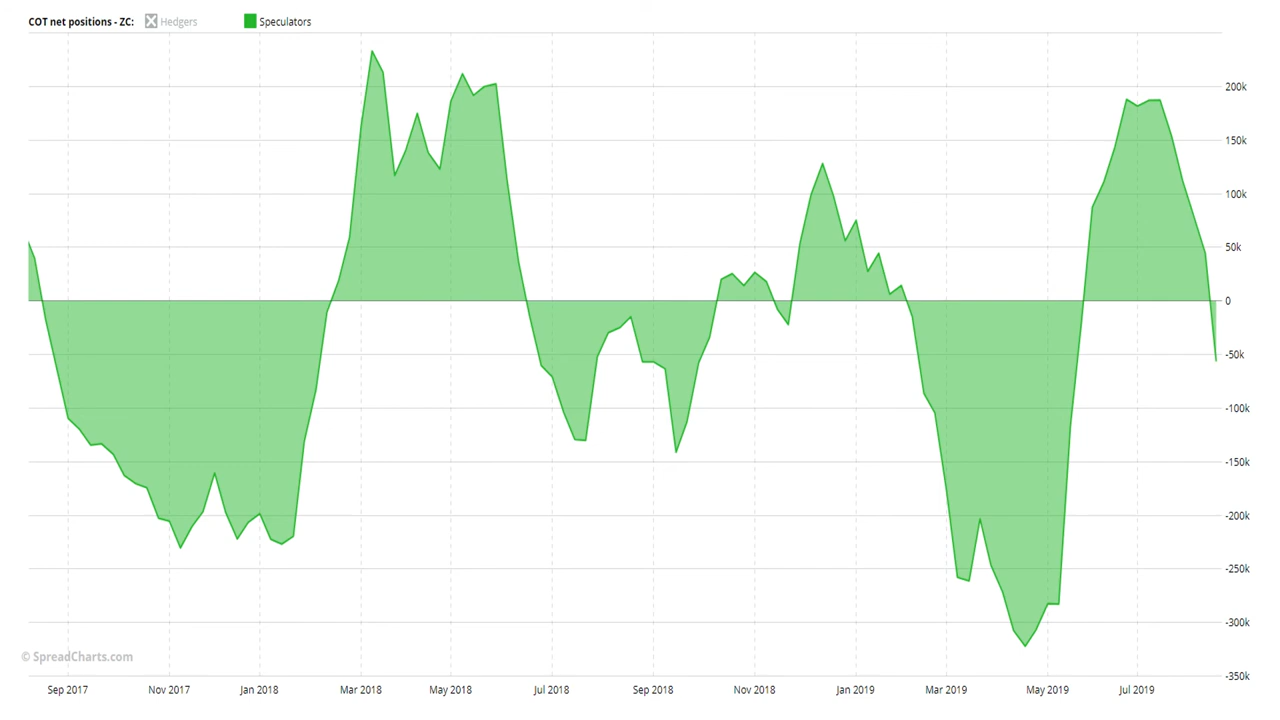 COT net positions - ZC: Hedgers Speculators
200k
150k
100k
50k
0
-50k
-100k
-150k
-200k
-250k
-300k
-350k
© SpreadCharts.com
Sep 2017 Nov 2017 Jan 2018 Mar 2018 May 2018 Jul 2018 Sep 2018 Nov 2018 Jan 2019 Mar 2019 May 2019 Jul 2019